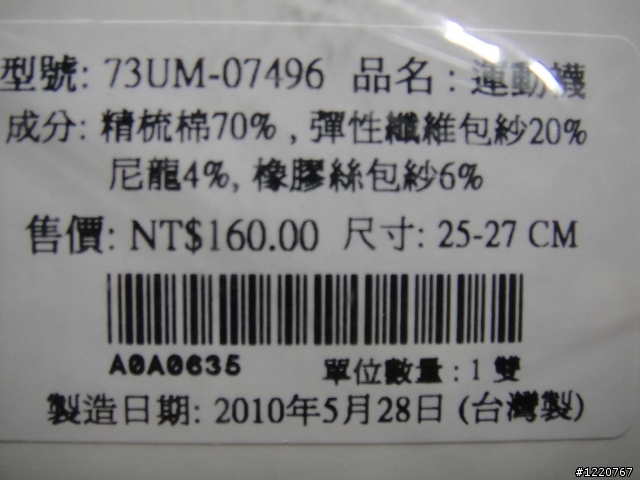 型號: 73UM-07496 品名 : 運動襪
成分: 精梳棉70% , 彈性纖維包紗20%
尼龍4%, 橡膠絲包紗6%
售價: NT$160.00 尺寸: 25-27 CM
A0A0635 單位數量 : 1 雙
製造日期: 2010年5月28日 (台灣製)
#1220767